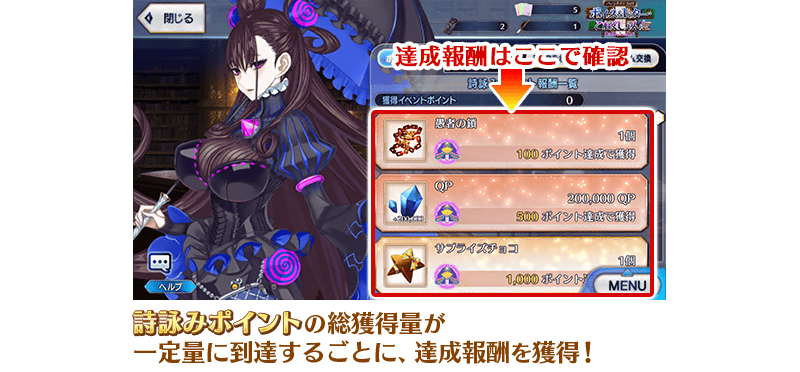 閉じる
2
5
1
達成報酬はここで確認
交換
詩詠み
報酬一覧
獲得イベントポイント
0
愚者の鎖
1個
100 ポイント達成で獲得
QP
+200,000
200,000 QP
500 ポイント達成で獲得
サプライズチョコ
1個
1,000 ポイント
MENU
ヘルプ
詩詠みポイントの総獲得量が
一定量に到達するごとに、達成報酬を獲得！